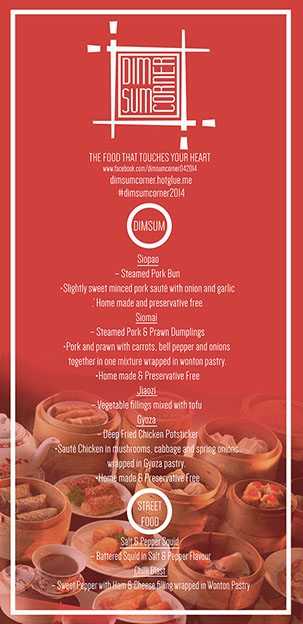 DIM
SUM
CORNER
THE FOOD THAT TOUCHES YOUR HEART
www.facebook.com/dimsumcorner042014
dimsumcorner.hotglue.me
#dimsumcorner2014
DIMSUM
Siopao
– Steamed Pork Bun
•Slightly sweet minced pork sauté with onion and garlic
•Home made and preservative free
Siomai
– Steamed Pork & Prawn Dumplings
•Pork and prawn with carrots, bell pepper and onions
together in one mixture wrapped in wonton pastry.
•Home made & Preservative Free
Jiaozi
– Vegetable fillings mixed with tofu
Gyoza
– Deep Fried Chicken Potsticker
•Sauté Chicken in mushrooms, cabbage and spring onions
wrapped in Gyoza pastry.
•Home made & Preservative Free
STREET
FOOD
Salt & Pepper Squid
– Battered Squid in Salt & Pepper Flavour
Chilli Blast
– Sweet Pepper with Ham & Cheese filing wrapped in Wonton Pastry